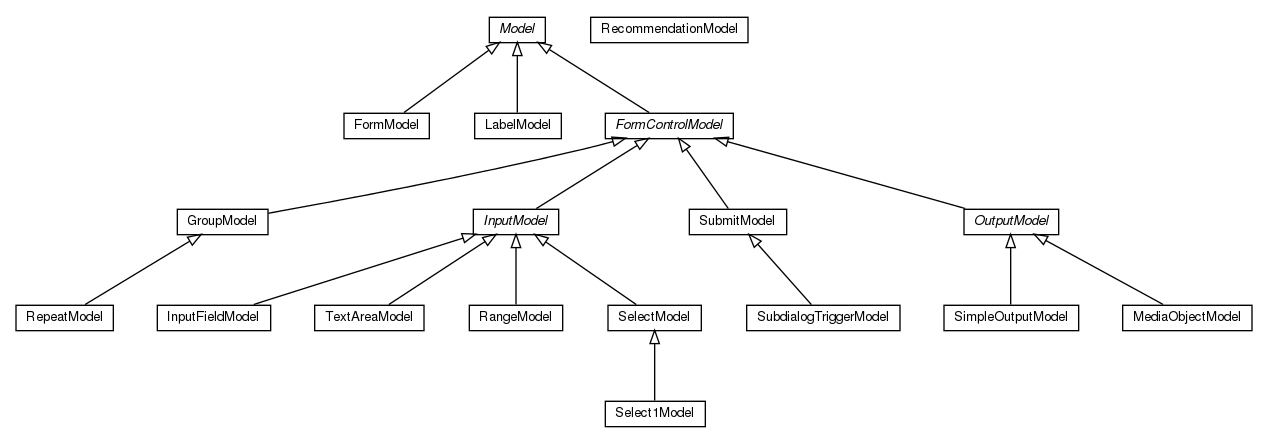 Model
RecommendationModel
FormModel
LabelModel
FormControlModel
GroupModel
InputModel
SubmitModel
OutputModel
RepeatModel
InputFieldModel
TextAreaModel
RangeModel
SelectModel
SubdialogTriggerModel
SimpleOutputModel
MediaObjectModel
Select1Model